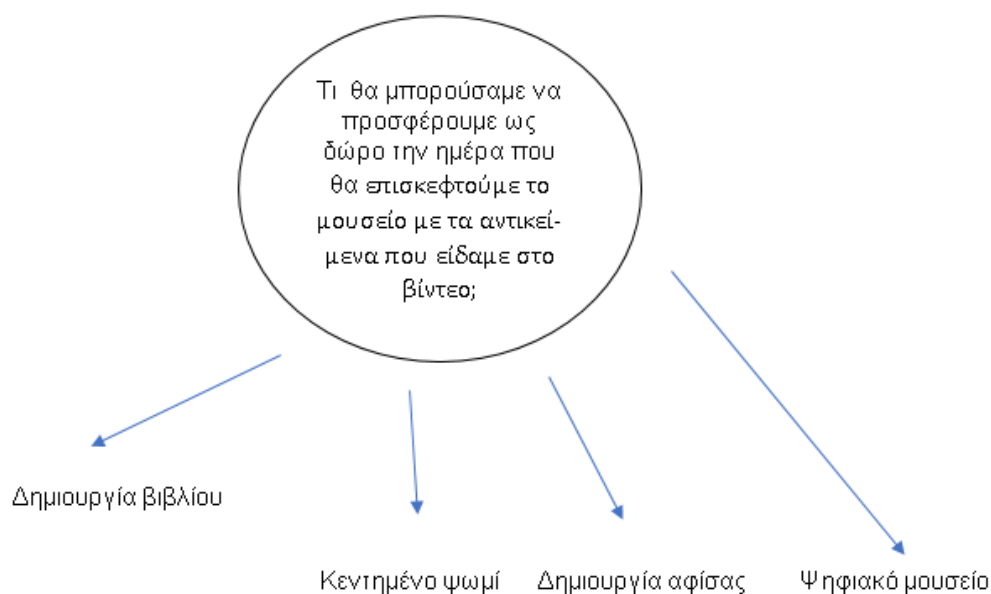 Τι θα μπορούσαμε να
προσφέρουμε ως
δώρο την ημέρα που
θα επισκεφτούμε το
μουσείο με τα αντικεί-
μενα που είδαμε στο
βίντεο;
Δημιουργία βιβλίου
Κεντημένο ψωμί
Δημιουργία αφίσας
Ψηφιακό μουσείο